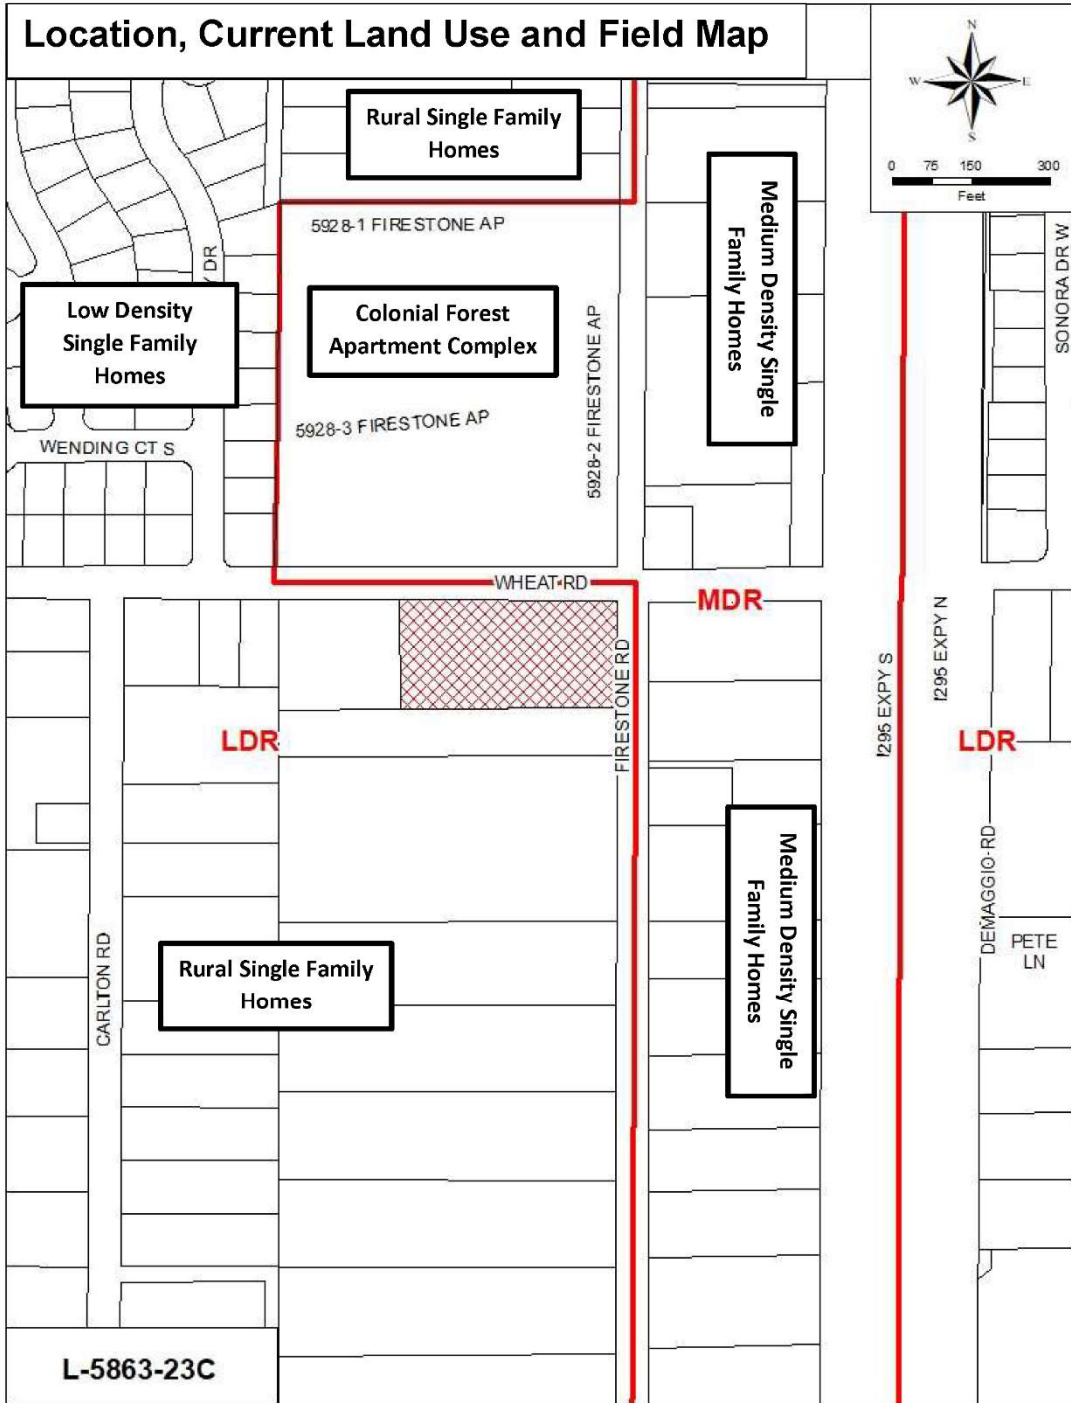 Location, Current Land Use and Field Map
N
W
E
S
0 75 150 300
Feet
Rural Single Family
Homes
5928-1 FIRESTONE AP
Medium Density Single
Family Homes
SONORA DR W
Y DR
Low Density
Single Family
Homes
Colonial Forest
Apartment Complex
5928-2 FIRESTONE AP
5928-3 FIRESTONE AP
WENDING CT S
WHEAT RD
MDR
FIRESTONE RD
I295 EXPY S
I295 EXPY N
LDR
LDR
DEMAGGIO RD
Medium Density Single
Family Homes
CARLTON RD
PETE
LN
Rural Single Family
Homes
L-5863-23C